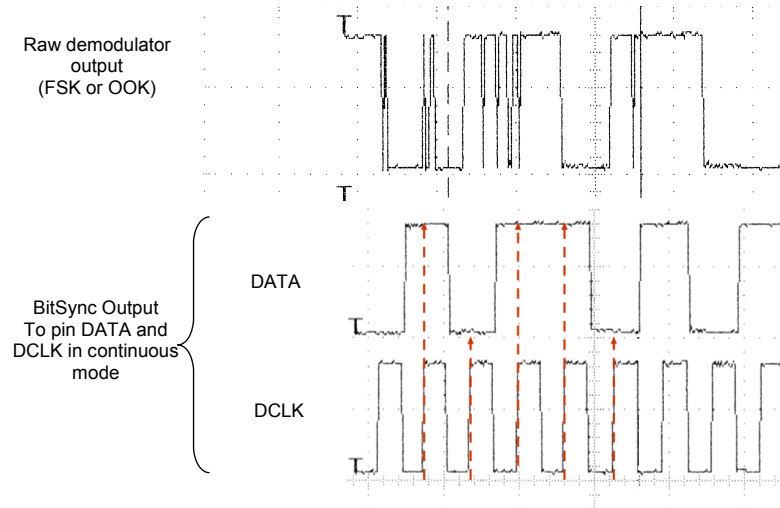 Raw demodulator
output
(FSK or OOK)
DATA
BitSync Output
To pin DATA and
DCLK in continuous
mode
DCLK